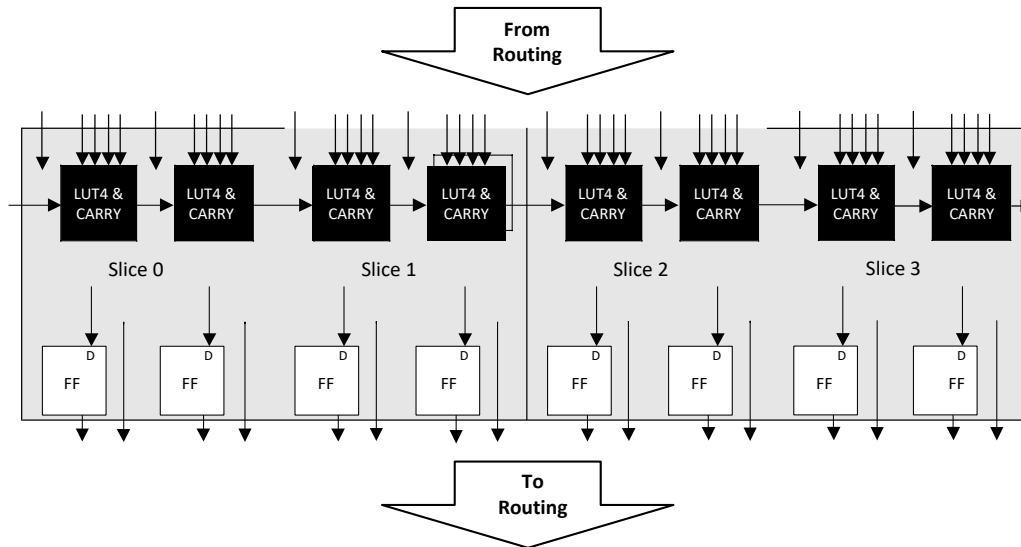 From
Routing
LUT4 &
CARRY
LUT4 &
CARRY
LUT4 &
CARRY
LUT4 &
CARRY
LUT4 &
CARRY
LUT4 &
CARRY
LUT4 &
CARRY
LUT4 &
CARRY
Slice 0
Slice 1
Slice 2
Slice 3
D
FF
D
FF
D
FF
D
FF
D
FF
D
FF
D
FF
D
FF
To
Routing